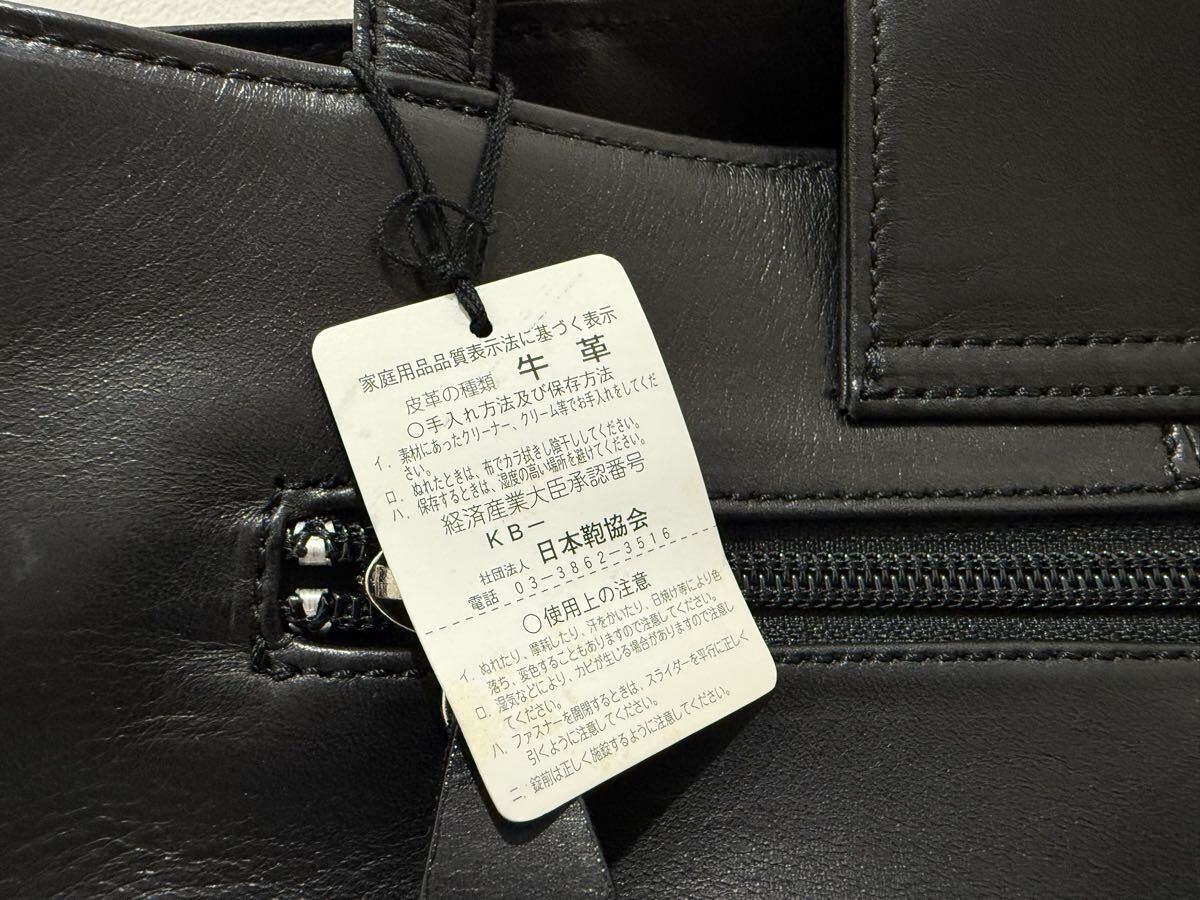 家庭用品品質表示法に基づく表示
皮革の種類 牛革
○手入れ方法及び保存方法
イ．素材にあったクリーナー、クリーム等でお手入れをしてくだ
さい。
ロ．ぬれたときは、布でカラ拭きし陰干ししてください。
ハ．保存するときは、湿度の高い場所を避けてください。
経済産業大臣承認番号
KB－
社団法人 日本鞄協会
電話 03-3862-3516
○使用上の注意
イ．ぬれたり、摩耗したり、汗をかいたり、日焼け等により色
落ち、変色することもありますので注意してください。
ロ．湿気などにより、カビが生じる場合がありますので注意し
てください。
ハ．ファスナーを開閉するときは、スライダーを平行に正しく
引くように注意してください。
ニ．錠前は正しく施錠するように注意してください。